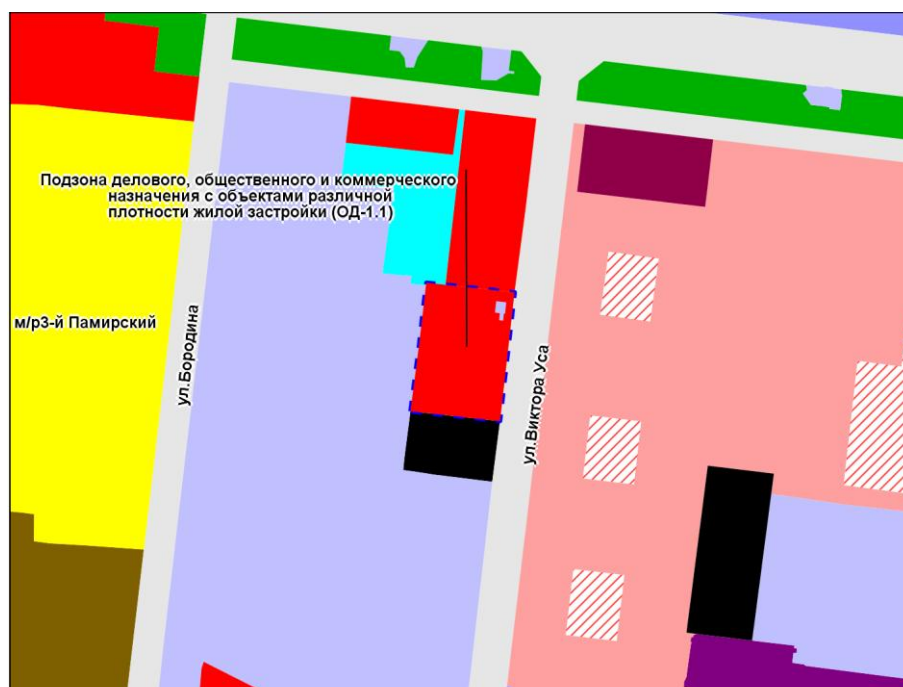 Подзона делового, общественного и коммерческого
назначения с объектами различной
плотности жилой застройки (ОД-1.1)
м/р3-й Памирский
ул.Бородина
ул.Виктора Уса